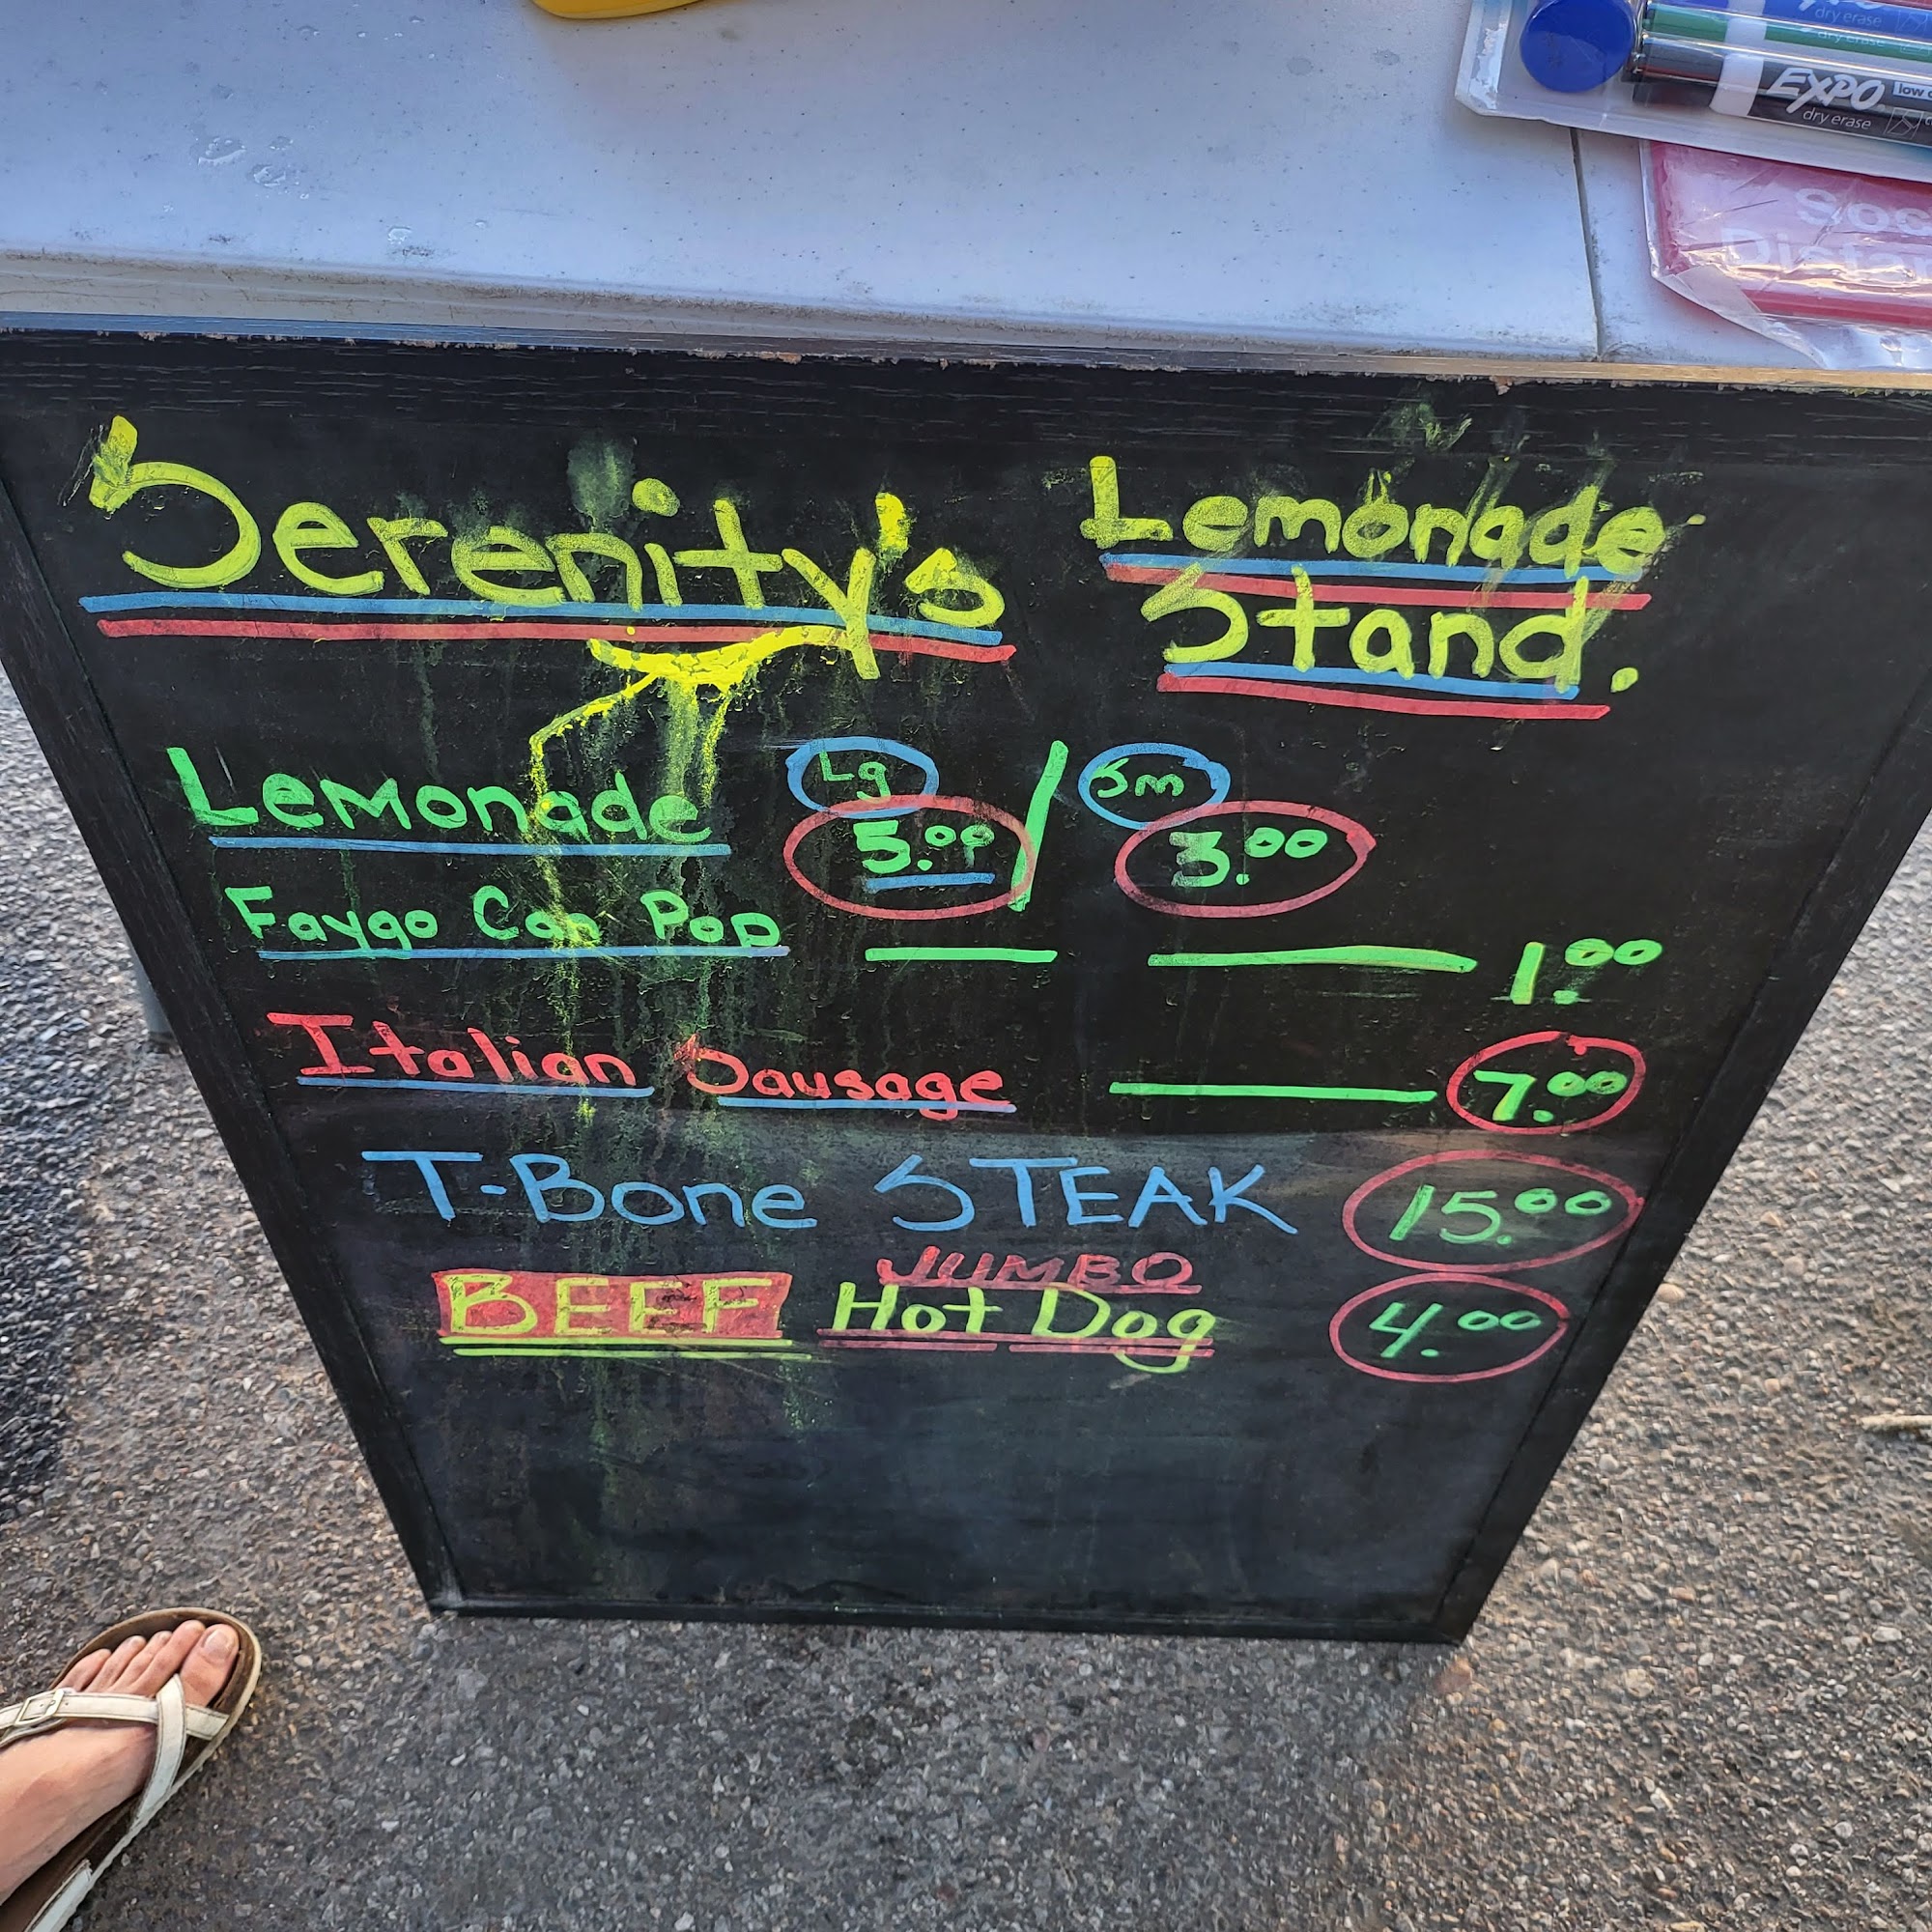 EXPO
dry erase
Serenity's Lemonade
Stand.
Lemonade Lg / Sm
5.00 3.00
Faygo Can Pop 1.00
Italian Sausage 7.00
T-Bone STEAK 15.00
JUMBO
BEEF Hot Dog 4.00